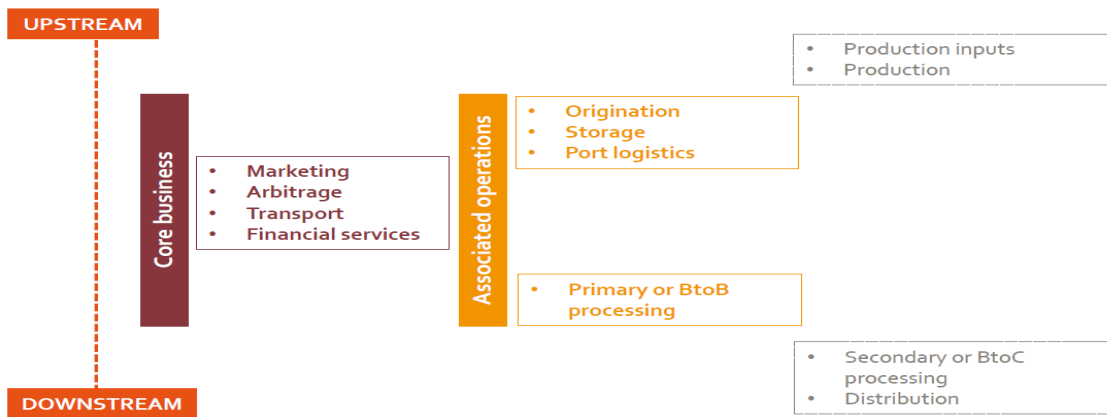 UPSTREAM
• Production inputs
• Production
Core business
• Marketing
• Arbitrage
• Transport
• Financial services
Associated operations
• Origination
• Storage
• Port logistics
• Primary or BtoB
processing
• Secondary or BtoC
processing
• Distribution
DOWNSTREAM